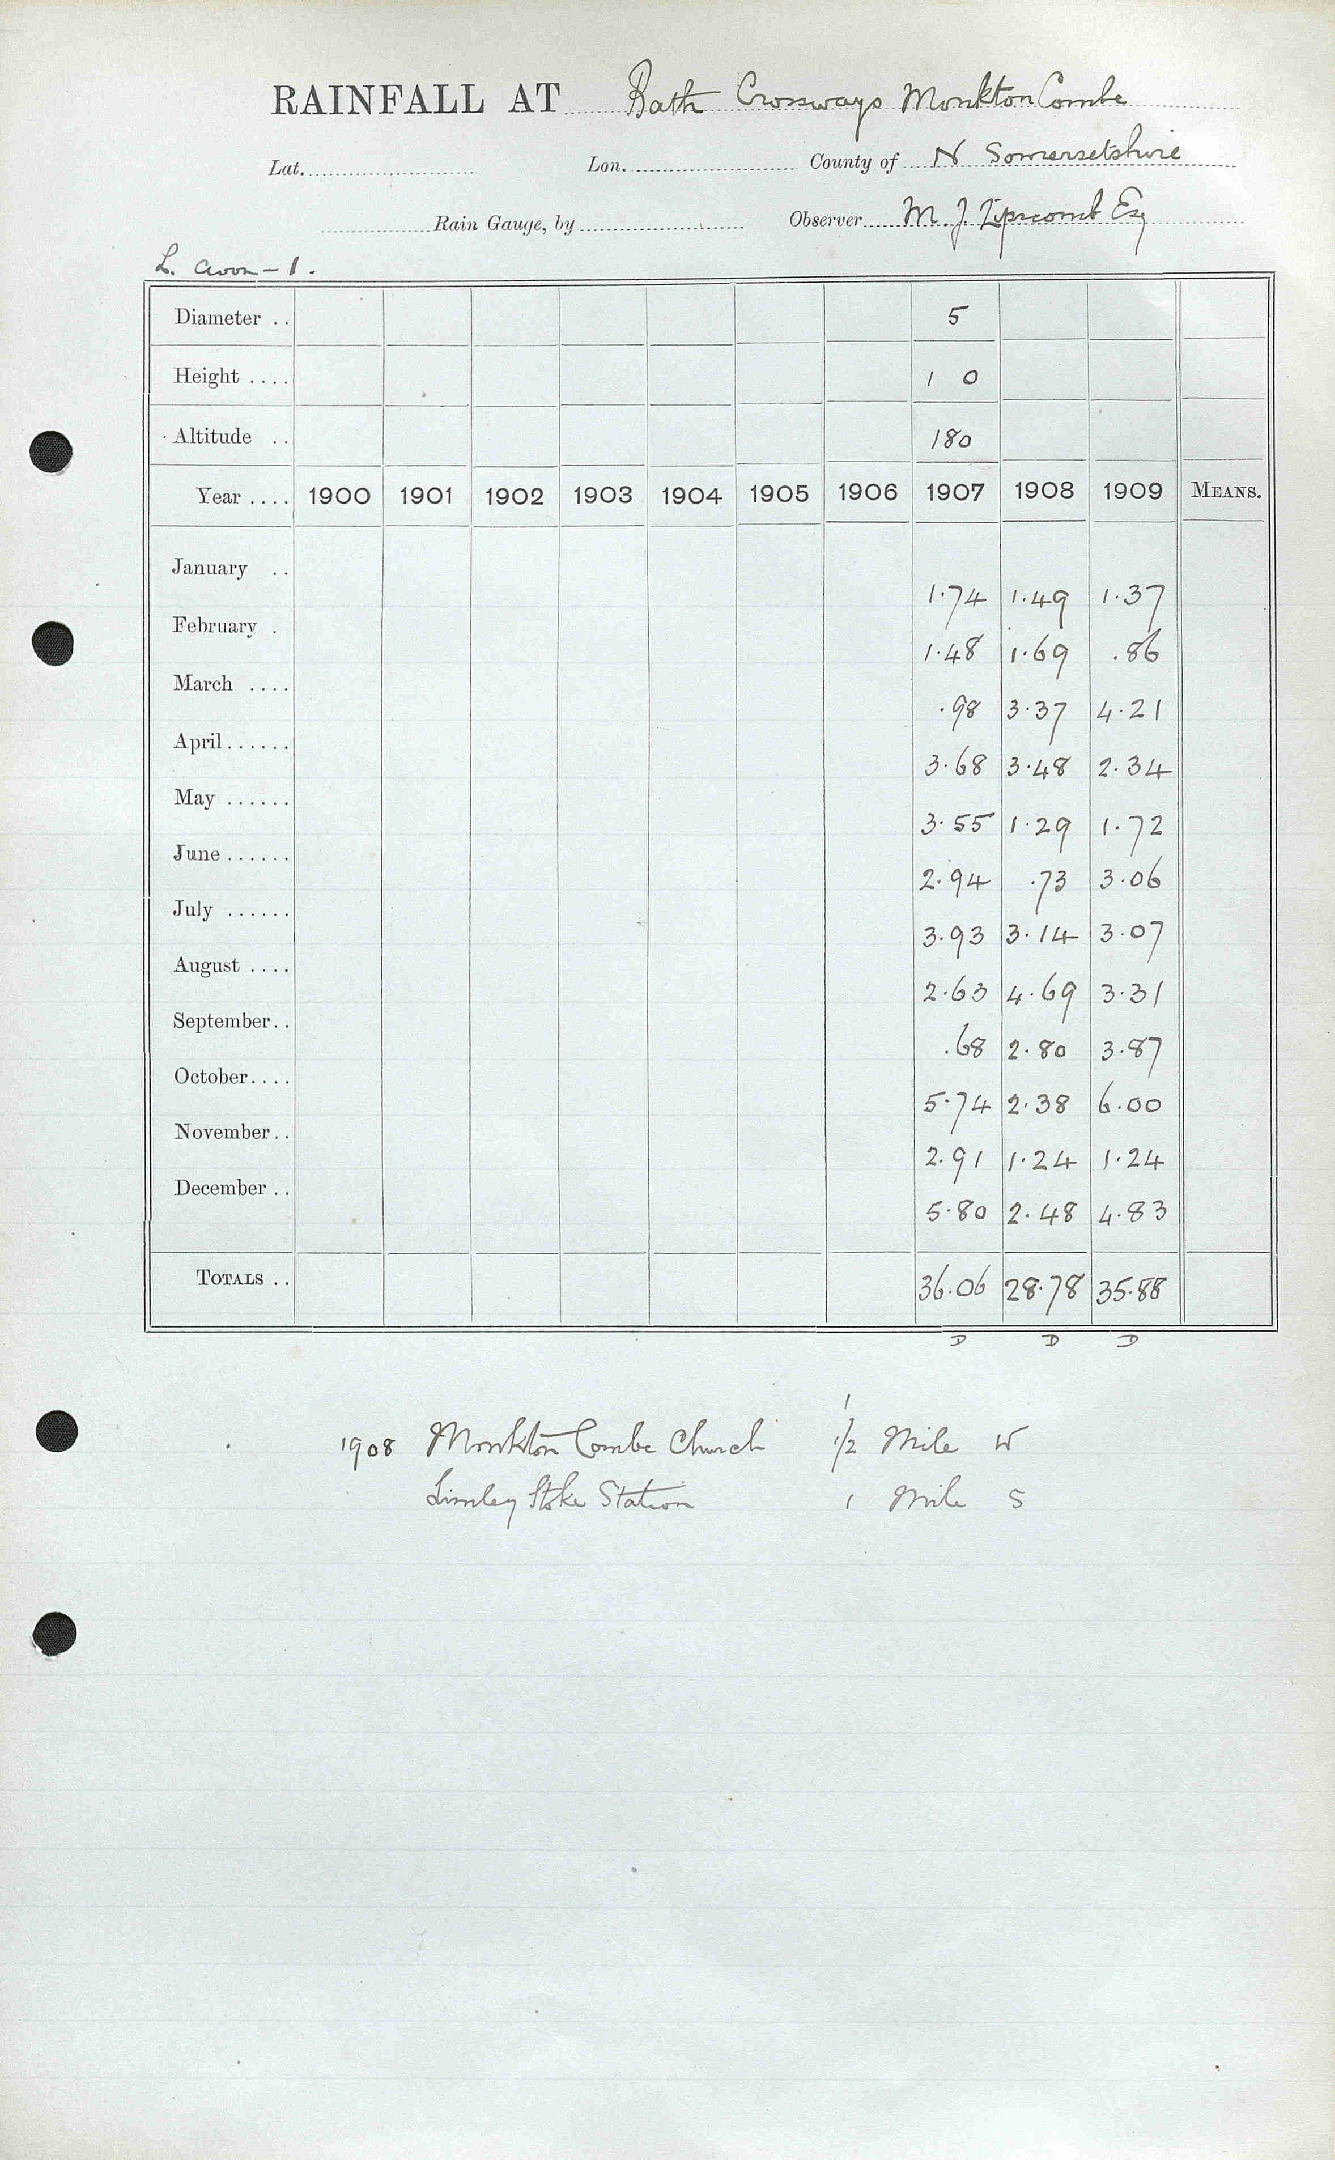 RAINFALL AT Bath Crossways Monkton Combe
Lat. Lon. County of N Somersetshire
Rain Gauge, by Observer M. J. Lipscomb Esq
L. Avon - 1.
Diameter .. 5
Height .... 1 0
Altitude .. 180
Year .... 1900 1901 1902 1903 1904 1905 1906 1907 1908 1909 MEANS.
January .. 1.74 1.49 1.37
February . 1.48 1.69 .86
March .... .98 3.37 4.21
April...... 3.68 3.48 2.34
May ...... 3.55 1.29 1.72
June...... 2.94 .73 3.06
July ...... 3.93 3.14 3.07
August .... 2.63 4.69 3.31
September.. .68 2.80 3.87
October.... 5.74 2.38 6.00
November.. 2.91 1.24 1.24
December .. 5.80 2.48 4.83
TOTALS .. 36.06 28.78 35.88
D D D
1908 Monkton Combe Church 1/2 Mile W
Limley Stoke Station 1 Mile S